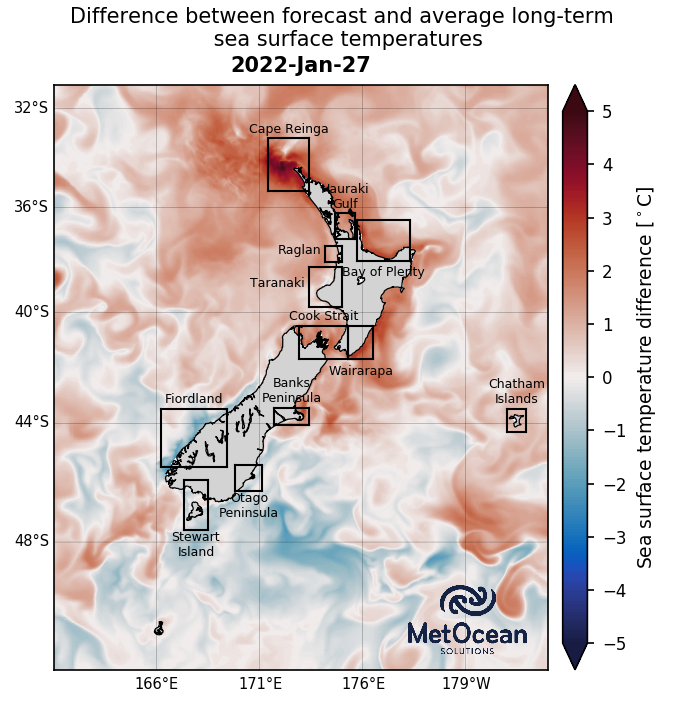 Difference between forecast and average long-term
sea surface temperatures
2022-Jan-27
32°S
36°S
40°S
44°S
48°S
166°E
171°E
176°E
179°W
Cape Reinga
Hauraki
Gulf
Raglan
Bay of Plenty
Taranaki
Cook Strait
Wairarapa
Banks
Peninsula
Fiordland
Chatham
Islands
Otago
Peninsula
Stewart
Island
MetOcean
SOLUTIONS
5
4
3
2
1
0
−1
−2
−3
−4
−5
Sea surface temperature difference [°C]